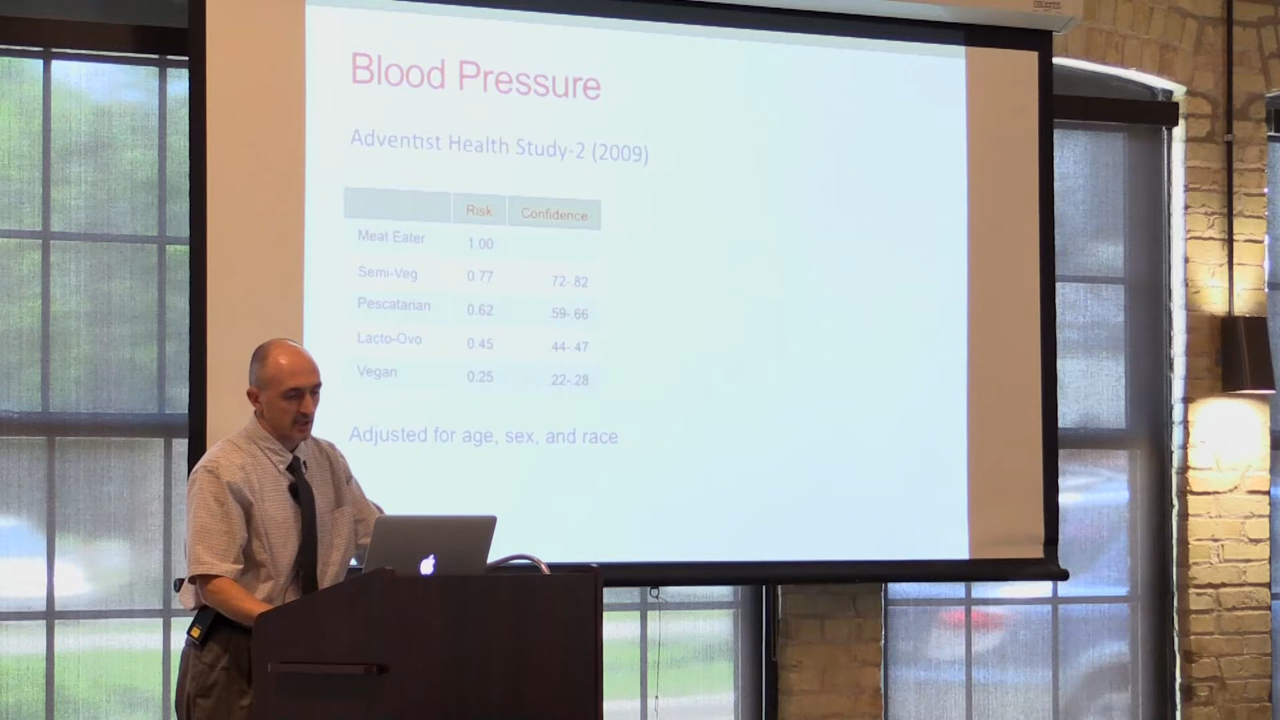 Blood Pressure
Adventist Health Study-2 (2009)
Risk Confidence
Meat Eater 1.00
Semi-Veg 0.77 .72-.82
Pescatarian 0.62 .59-.66
Lacto-Ovo 0.45 .44-.47
Vegan 0.25 .22-.28
Adjusted for age, sex, and race